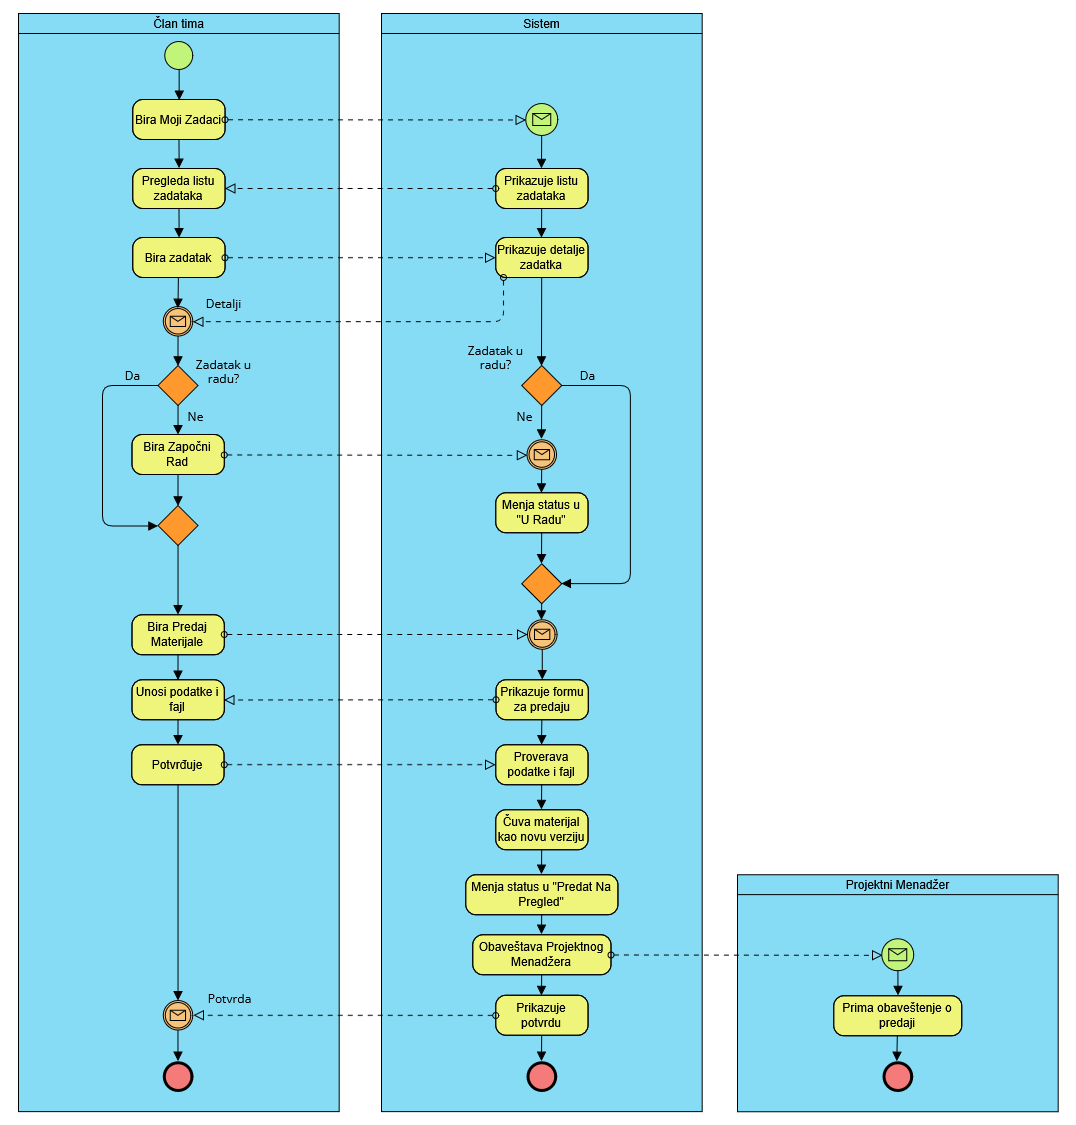 Član tima
Bira Moji Zadaci
Pregleda listu
zadataka
Bira zadatak
Detalji
Zadatak u
radu?
Da
Ne
Bira Započni
Rad
Bira Predaj
Materijale
Unosi podatke i
fajl
Potvrđuje
Potvrda
Sistem
Prikazuje listu
zadataka
Prikazuje detalje
zadatka
Zadatak u
radu?
Da
Ne
Menja status u
"U Radu"
Prikazuje formu
za predaju
Proverava
podatke i fajl
Čuva materijal
kao novu verziju
Menja status u "Predat Na
Pregled"
Obaveštava Projektnog
Menadžera
Prikazuje
potvrdu
Projektni Menadžer
Prima obaveštenje o
predaji